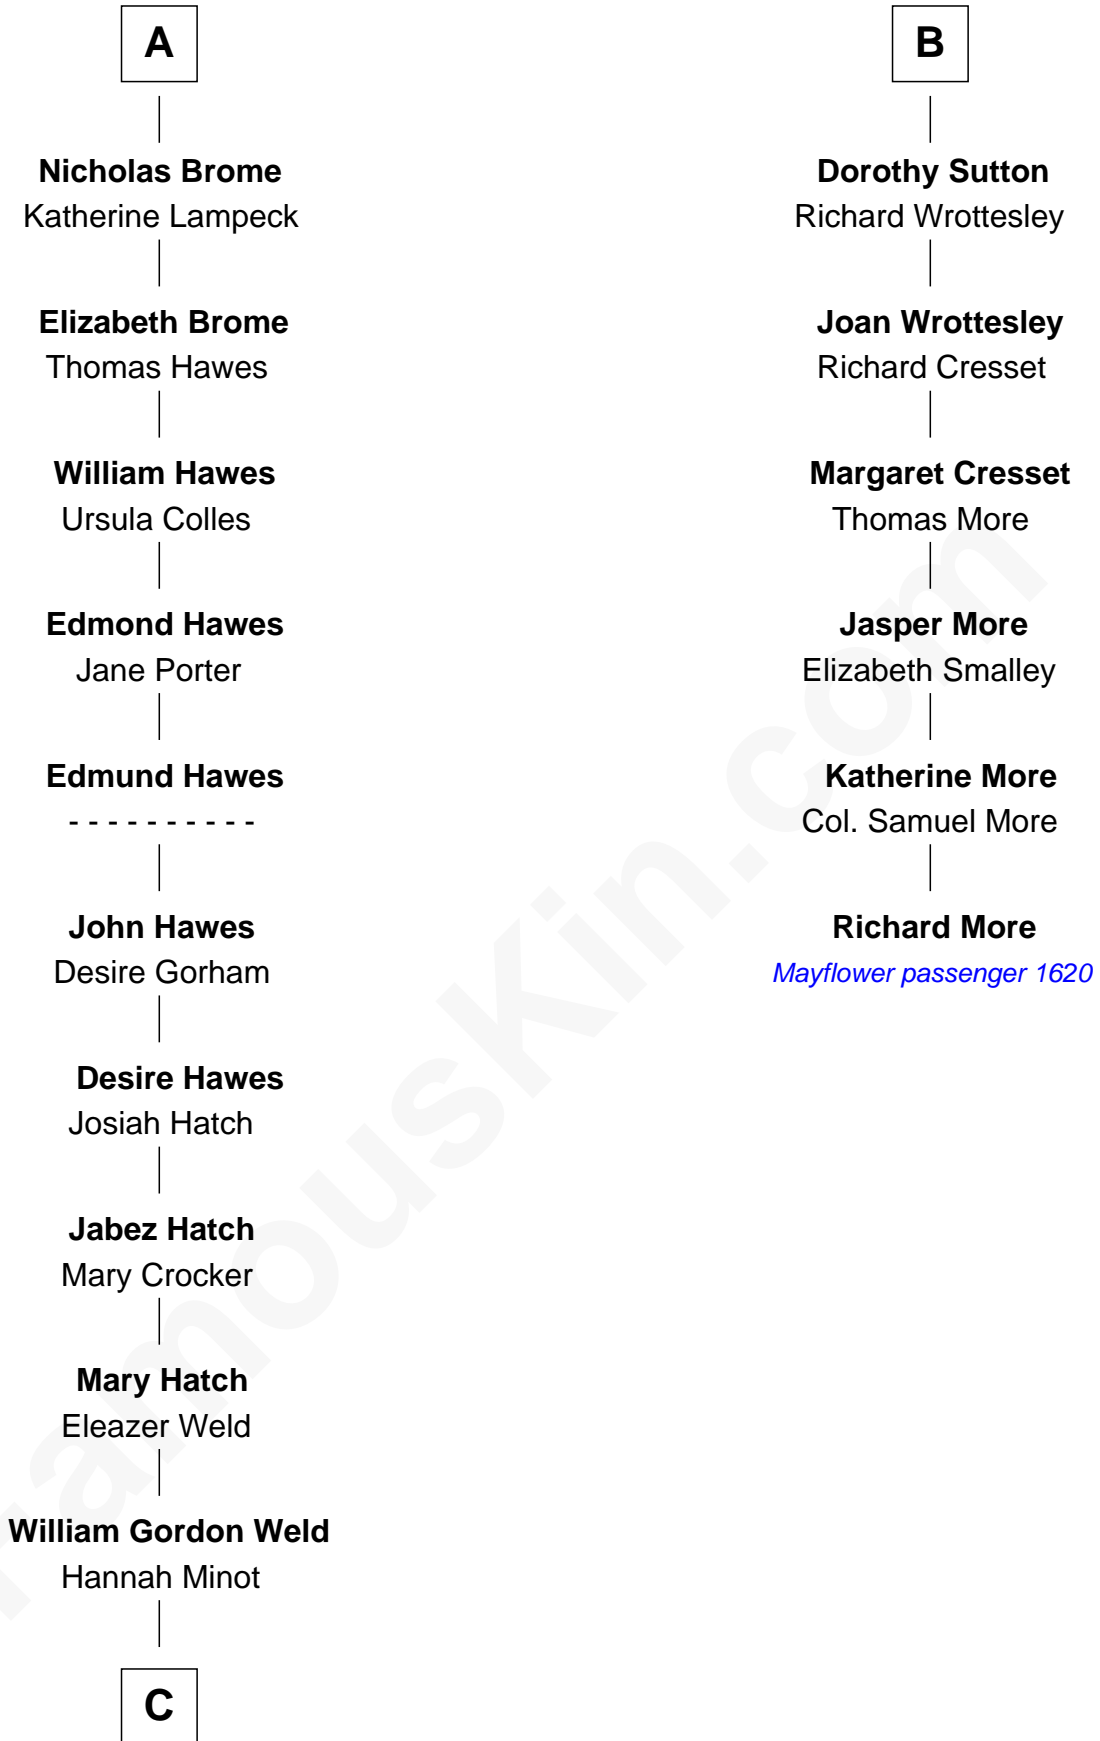 A
Nicholas Brome
Katherine Lampeck
Elizabeth Brome
Thomas Hawes
William Hawes
Ursula Colles
Edmond Hawes
Jane Porter
Edmund Hawes
- - - - - - - - - -
John Hawes
Desire Gorham
Desire Hawes
Josiah Hatch
Jabez Hatch
Mary Crocker
Mary Hatch
Eleazer Weld
William Gordon Weld
Hannah Minot
C
B
Dorothy Sutton
Richard Wrottesley
Joan Wrottesley
Richard Cresset
Margaret Cresset
Thomas More
Jasper More
Elizabeth Smalley
Katherine More
Col. Samuel More
Richard More
Mayflower passenger 1620
FamousKin.com